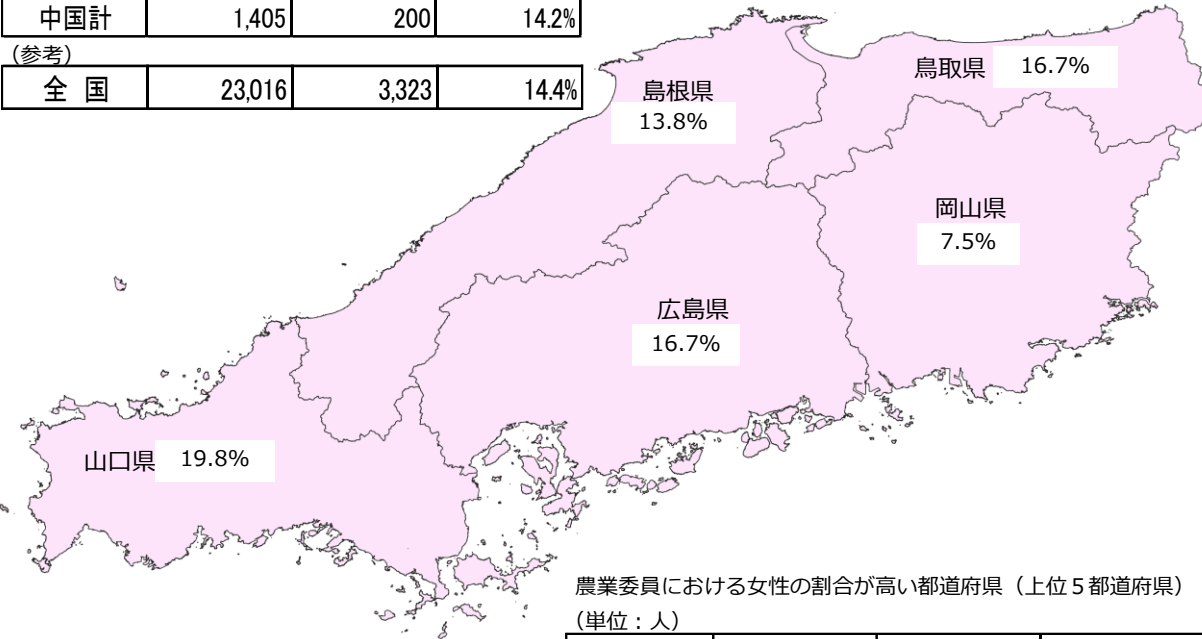 中国計 1,405 200 14.2%
(参考)
全 国 23,016 3,323 14.4%
鳥取県 16.7%
島根県
13.8%
岡山県
7.5%
広島県
16.7%
山口県 19.8%
農業委員における女性の割合が高い都道府県（上位５都道府県）
（単位：人）